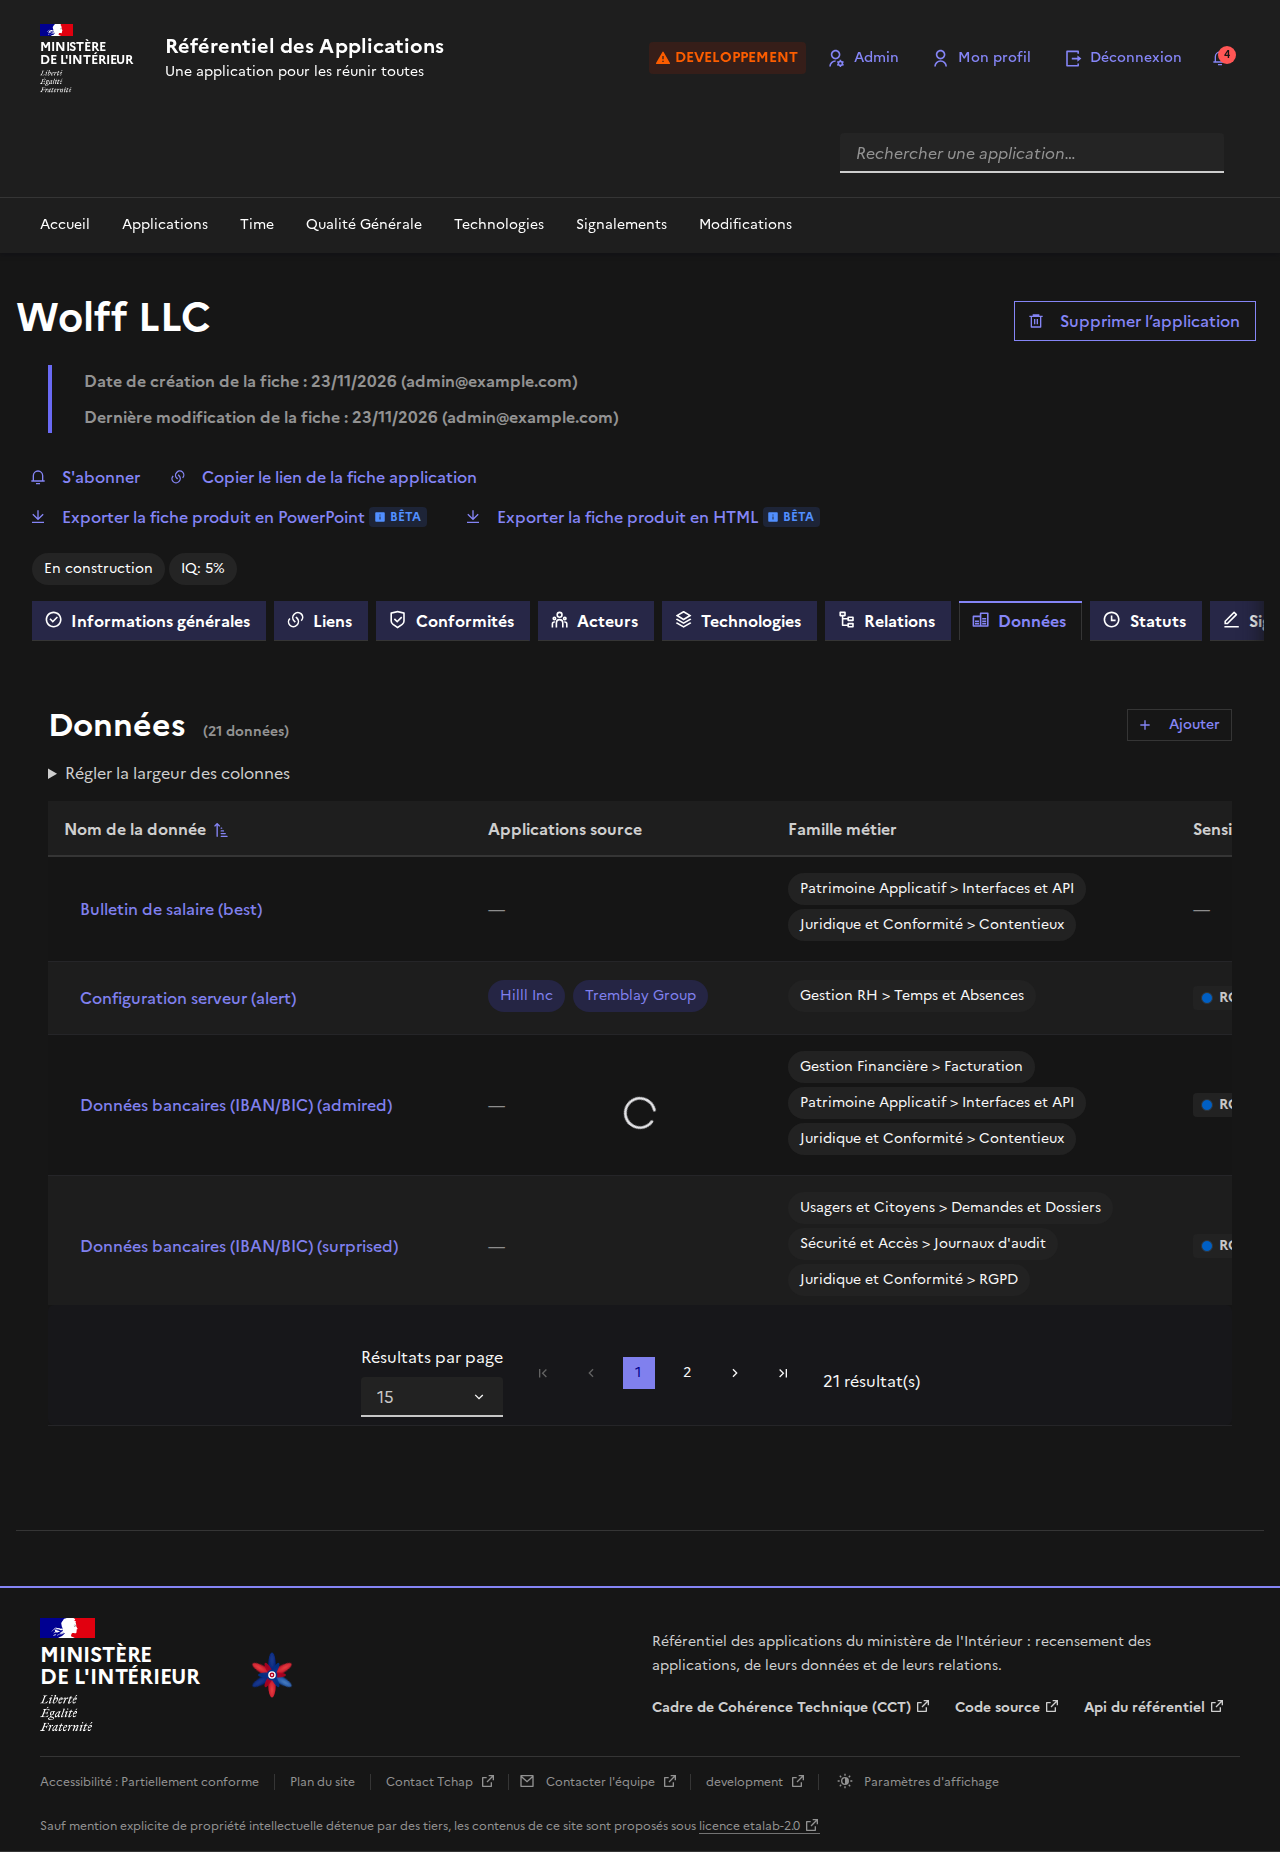 MINISTÈRE
DE L'INTÉRIEUR
Liberté
Égalité
Fraternité
Référentiel des Applications
Une application pour les réunir toutes
DEVELOPPEMENT
Admin
Mon profil
Déconnexion
4
Rechercher une application…
Accueil
Applications
Time
Qualité Générale
Technologies
Signalements
Modifications
Wolff LLC
Supprimer l’application
Date de création de la fiche : 23/11/2026 (admin@example.com)
Dernière modification de la fiche : 23/11/2026 (admin@example.com)
S'abonner
Copier le lien de la fiche application
Exporter la fiche produit en PowerPoint BÊTA
Exporter la fiche produit en HTML BÊTA
En construction
IQ: 5%
Informations générales
Liens
Conformités
Acteurs
Technologies
Relations
Données
Statuts
Données (21 données)
Ajouter
Régler la largeur des colonnes
Nom de la donnée
Applications source
Famille métier
Sensi
Bulletin de salaire (best)
—
Patrimoine Applicatif > Interfaces et API
Juridique et Conformité > Contentieux
—
Configuration serveur (alert)
Hilll Inc
Tremblay Group
Gestion RH > Temps et Absences
Données bancaires (IBAN/BIC) (admired)
—
Gestion Financière > Facturation
Patrimoine Applicatif > Interfaces et API
Juridique et Conformité > Contentieux
Données bancaires (IBAN/BIC) (surprised)
—
Usagers et Citoyens > Demandes et Dossiers
Sécurité et Accès > Journaux d'audit
Juridique et Conformité > RGPD
Résultats par page
15
1
2
21 résultat(s)
MINISTÈRE
DE L'INTÉRIEUR
Liberté
Égalité
Fraternité
Référentiel des applications du ministère de l'Intérieur : recensement des
applications, de leurs données et de leurs relations.
Cadre de Cohérence Technique (CCT)
Code source
Api du référentiel
Accessibilité : Partiellement conforme
Plan du site
Contact Tchap
Contacter l'équipe
development
Paramètres d'affichage
Sauf mention explicite de propriété intellectuelle détenue par des tiers, les contenus de ce site sont proposés sous licence etalab-2.0